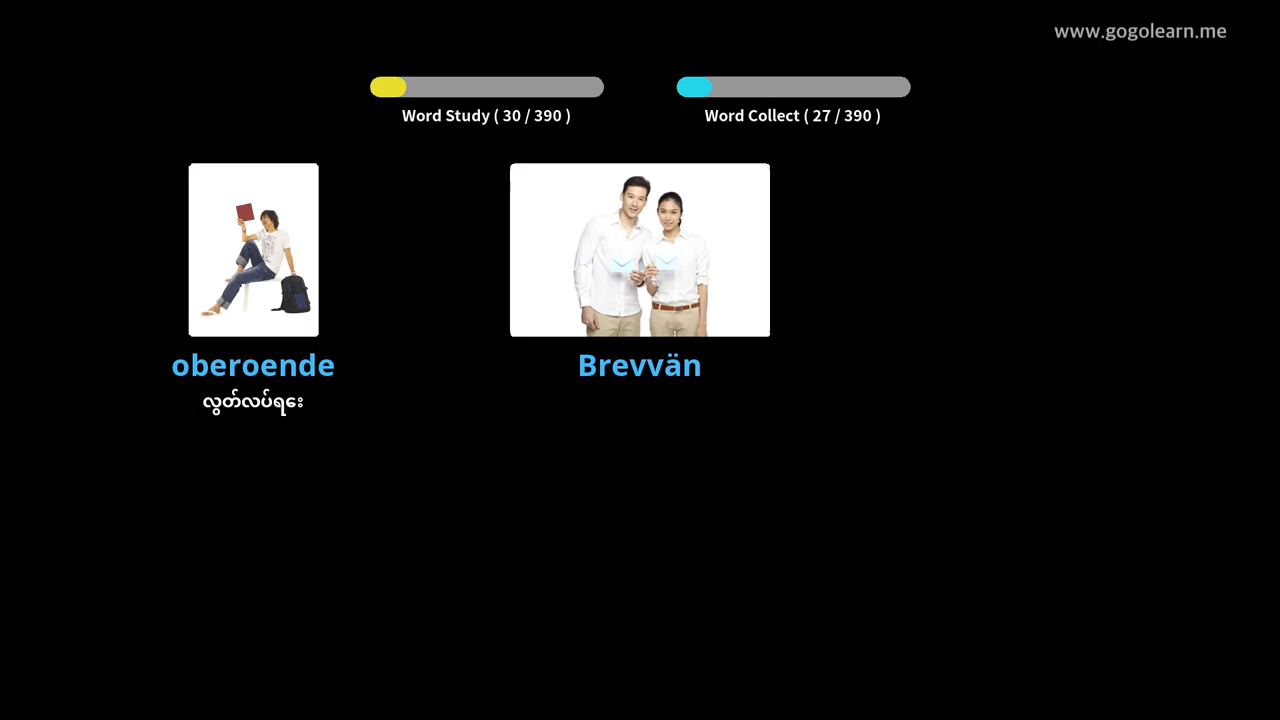 www.gogolearn.me
Word Study ( 30 / 390 )
Word Collect ( 27 / 390 )
oberoende
လွတ်လပ်ရေး
Brevvän